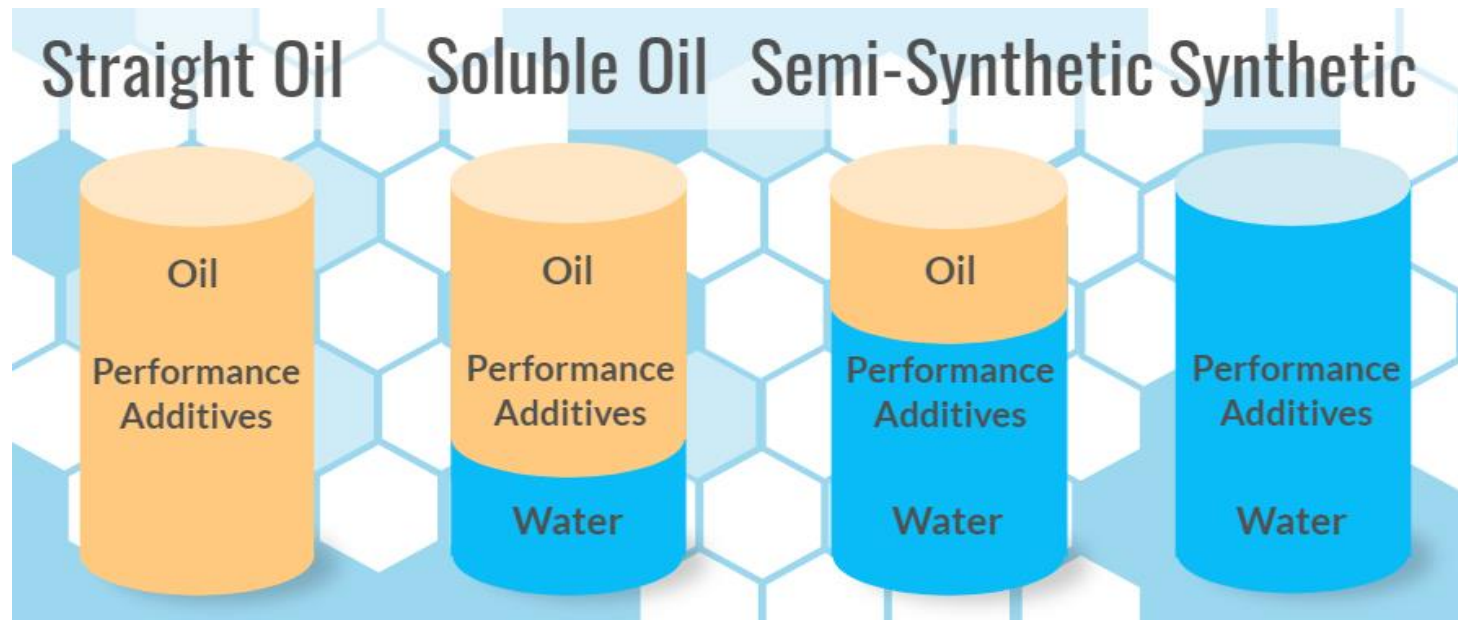 Straight Oil
Soluble Oil
Semi-Synthetic
Synthetic
Oil
Performance
Additives
Oil
Performance
Additives
Water
Oil
Performance
Additives
Water
Performance
Additives
Water